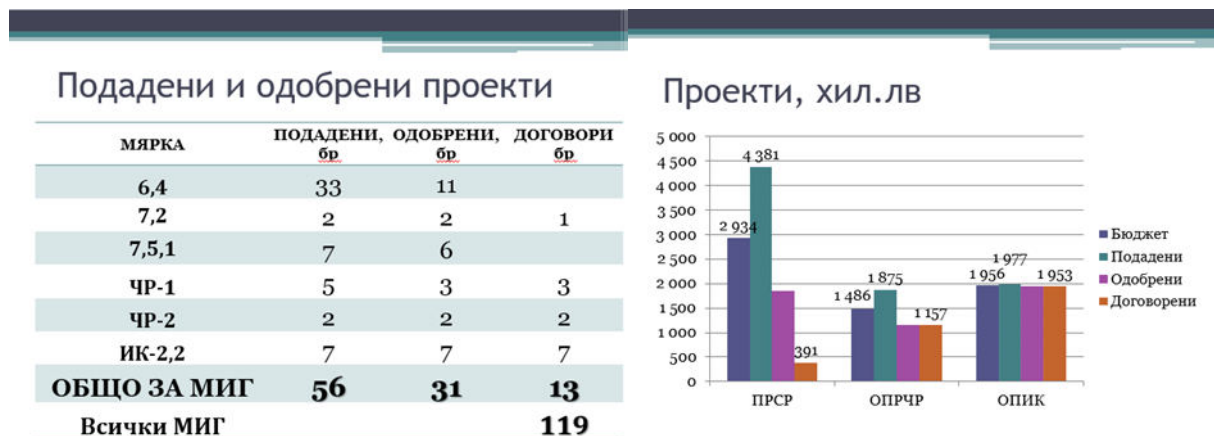 Подадени и одобрени проекти
МЯРКА ПОДАДЕНИ, бр ОДОБРЕНИ, бр ДОГОВОРИ бр
6,4 33 11
7,2 2 2 1
7,5,1 7 6
ЧР-1 5 3 3
ЧР-2 2 2 2
ИК-2,2 7 7 7
ОБЩО ЗА МИГ 56 31 13
Всички МИГ 119
Проекти, хил.лв
5 000
4 500
4 000
3 500
3 000
2 500
2 000
1 500
1 000
500
0
2 934
4 381
391
1 486
1 875
1 157
1 956
1 977
1 953
ПРСР ОПРЧР ОПИК
Бюджет
Подадени
Одобрени
Договорени